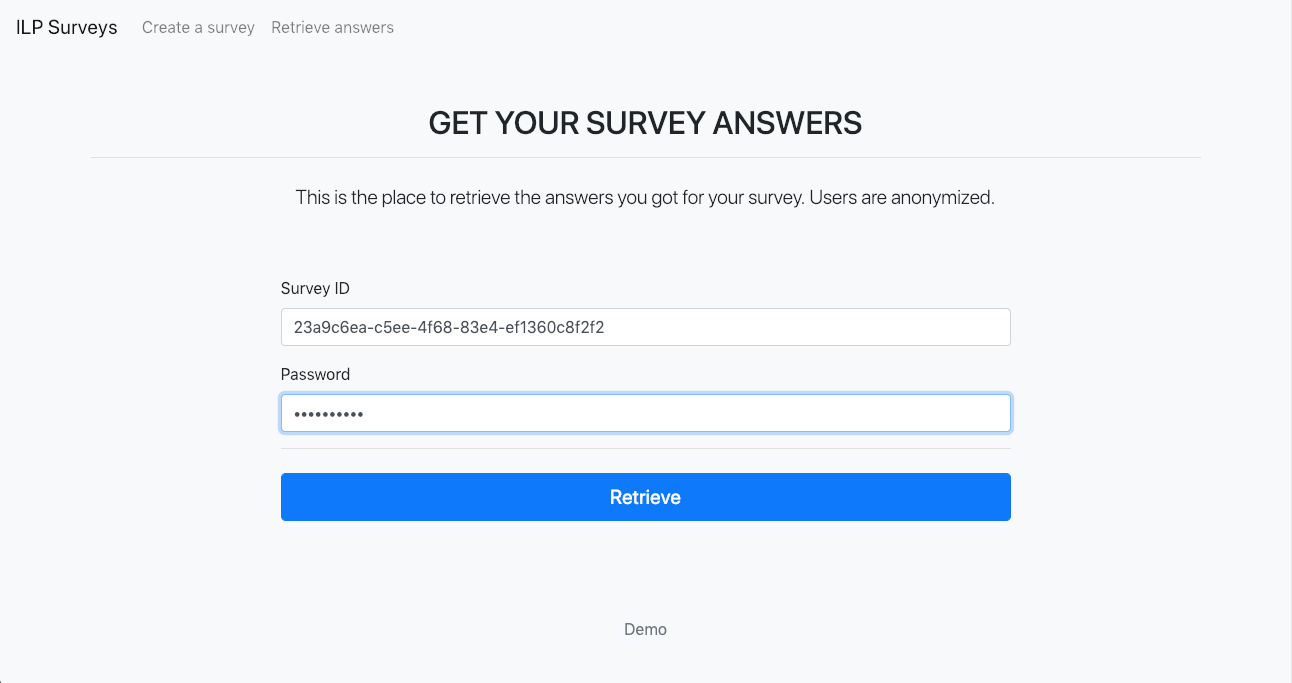 ILP Surveys Create a survey Retrieve answers
GET YOUR SURVEY ANSWERS
This is the place to retrieve the answers you got for your survey. Users are anonymized.
Survey ID
23a9c6ea-c5ee-4f68-83e4-ef1360c8f2f2
Password
••••••••••
Retrieve
Demo